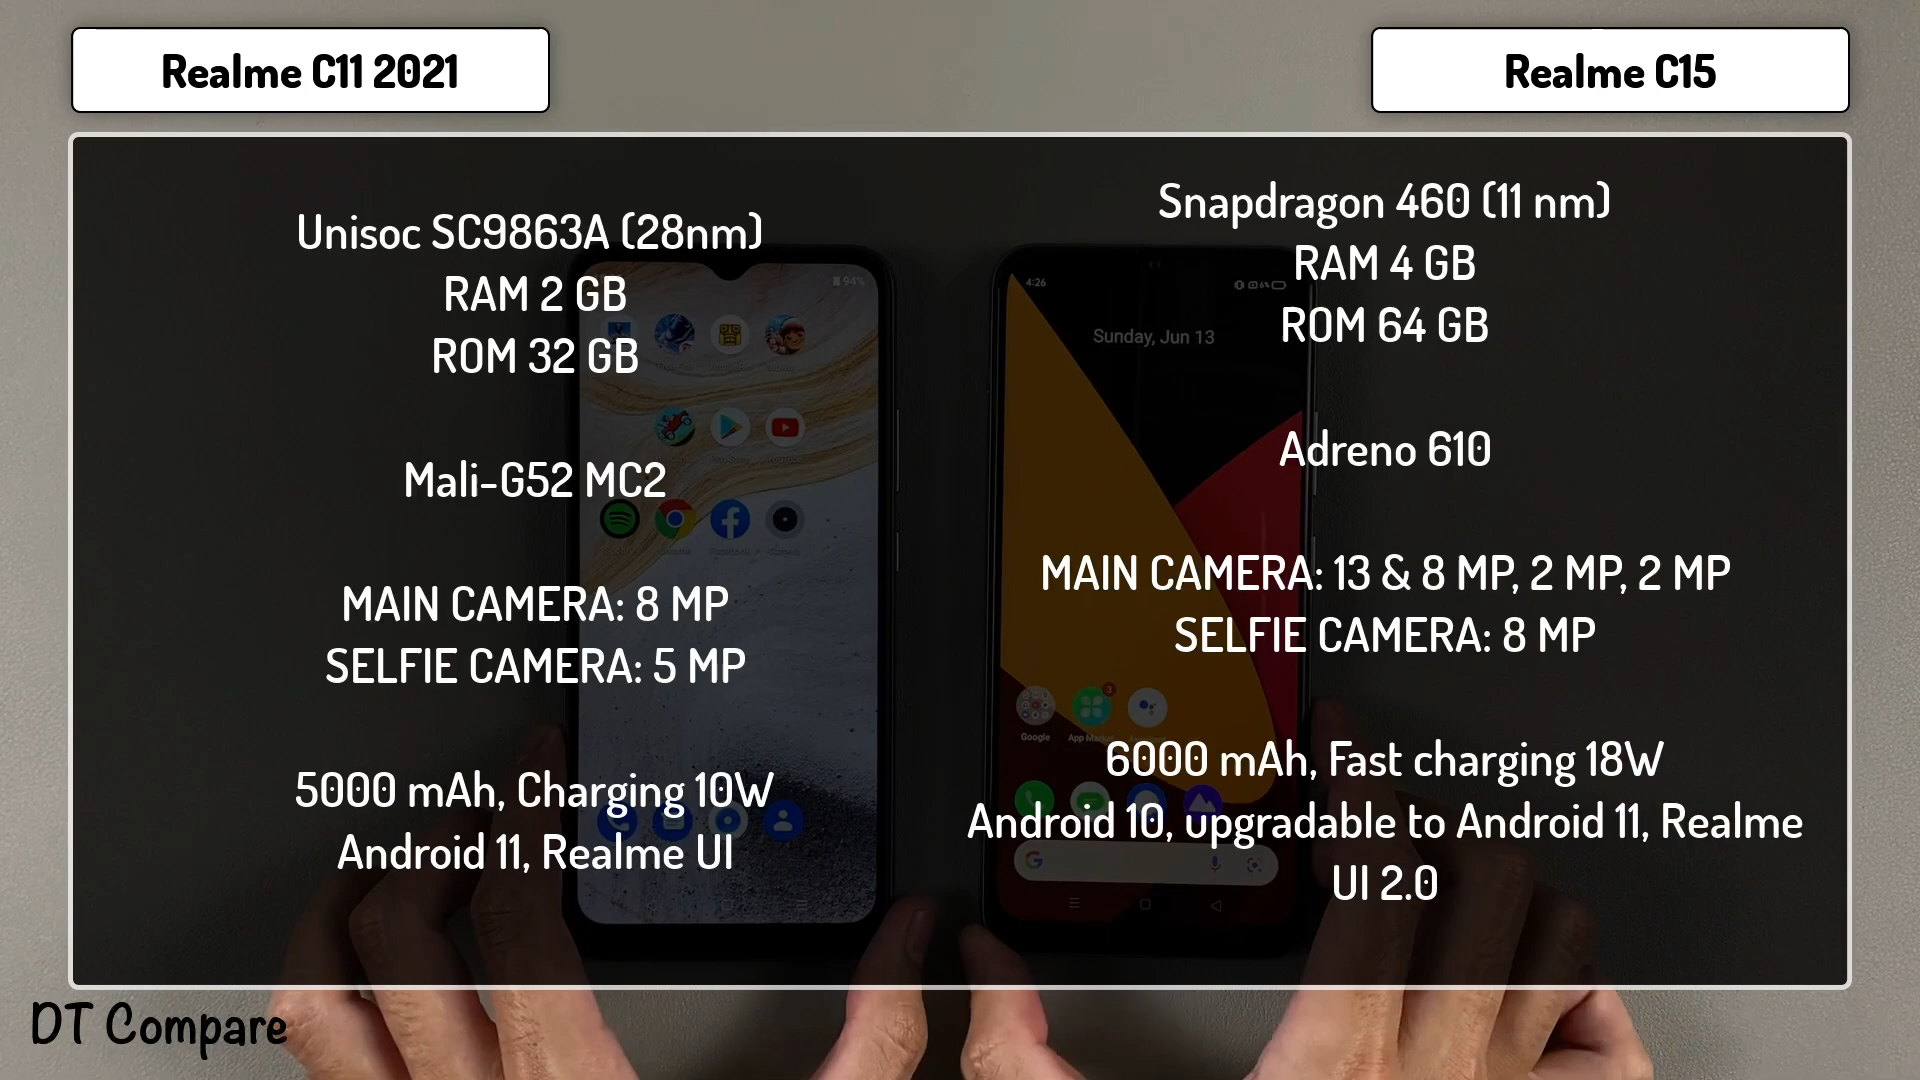 Realme C11 2021
Realme C15
Unisoc SC9863A (28nm)
RAM 2 GB
ROM 32 GB
Mali-G52 MC2
MAIN CAMERA: 8 MP
SELFIE CAMERA: 5 MP
5000 mAh, Charging 10W
Android 11, Realme UI
Snapdragon 460 (11 nm)
RAM 4 GB
ROM 64 GB
Adreno 610
MAIN CAMERA: 13 & 8 MP, 2 MP, 2 MP
SELFIE CAMERA: 8 MP
6000 mAh, Fast charging 18W
Android 10, upgradable to Android 11, Realme
UI 2.0
94%
4:26
Sunday, Jun 13
Google
DT Compare